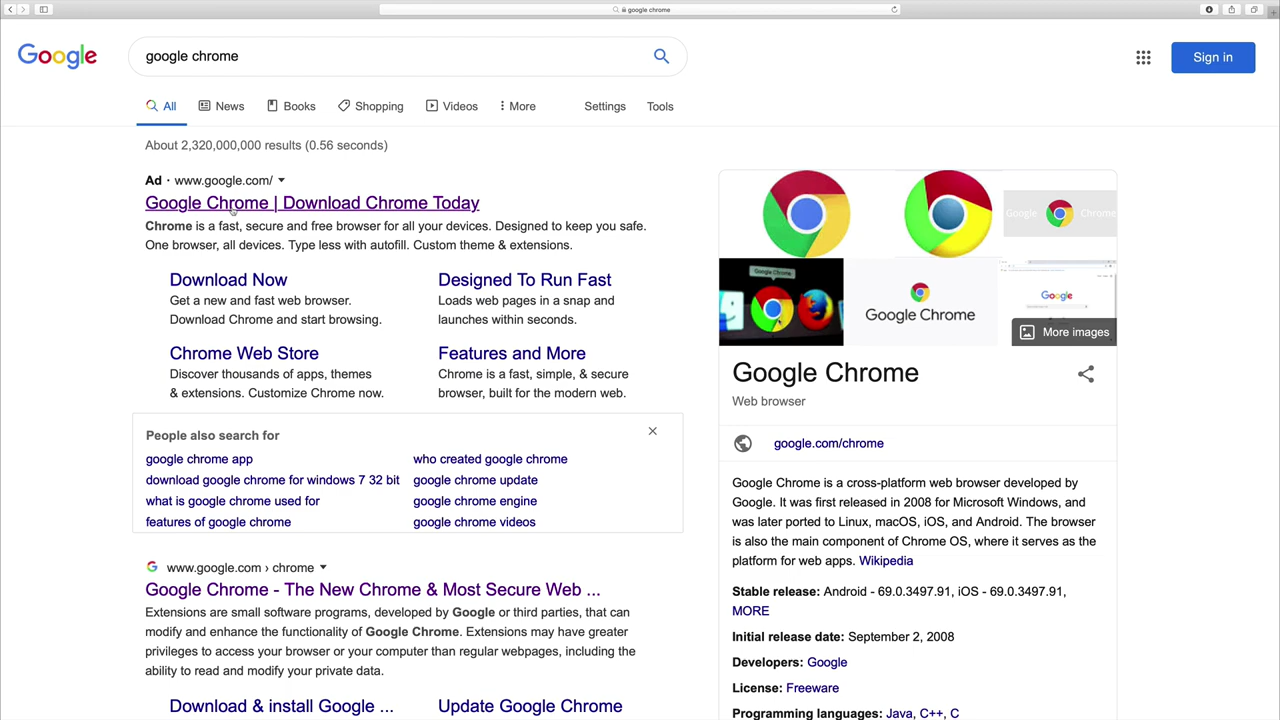 google chrome
Google
google chrome
Sign in
All
News
Books
Shopping
Videos
More
Settings
Tools
About 2,320,000,000 results (0.56 seconds)
Ad · www.google.com/
Google Chrome | Download Chrome Today
Chrome is a fast, secure and free browser for all your devices. Designed to keep you safe.
One browser, all devices. Type less with autofill. Custom theme & extensions.
Download Now
Get a new and fast web browser.
Download Chrome and start browsing.
Designed To Run Fast
Loads web pages in a snap and
launches within seconds.
Chrome Web Store
Discover thousands of apps, themes
& extensions. Customize Chrome now.
Features and More
Chrome is a fast, simple, & secure
browser, built for the modern web.
People also search for
google chrome app
download google chrome for windows 7 32 bit
what is google chrome used for
features of google chrome
who created google chrome
google chrome update
google chrome engine
google chrome videos
www.google.com › chrome
Google Chrome - The New Chrome & Most Secure Web ...
Extensions are small software programs, developed by Google or third parties, that can
modify and enhance the functionality of Google Chrome. Extensions may have greater
privileges to access your browser or your computer than regular webpages, including the
ability to read and modify your private data.
Download & install Google ...
Update Google Chrome
Google Chrome
Google Chrome
Google Chrome
Google
More images
Google Chrome
Web browser
google.com/chrome
Google Chrome is a cross-platform web browser developed by
Google. It was first released in 2008 for Microsoft Windows, and
was later ported to Linux, macOS, iOS, and Android. The browser
is also the main component of Chrome OS, where it serves as the
platform for web apps. Wikipedia
Stable release: Android - 69.0.3497.91, iOS - 69.0.3497.91,
MORE
Initial release date: September 2, 2008
Developers: Google
License: Freeware
Programming languages: Java, C++, C